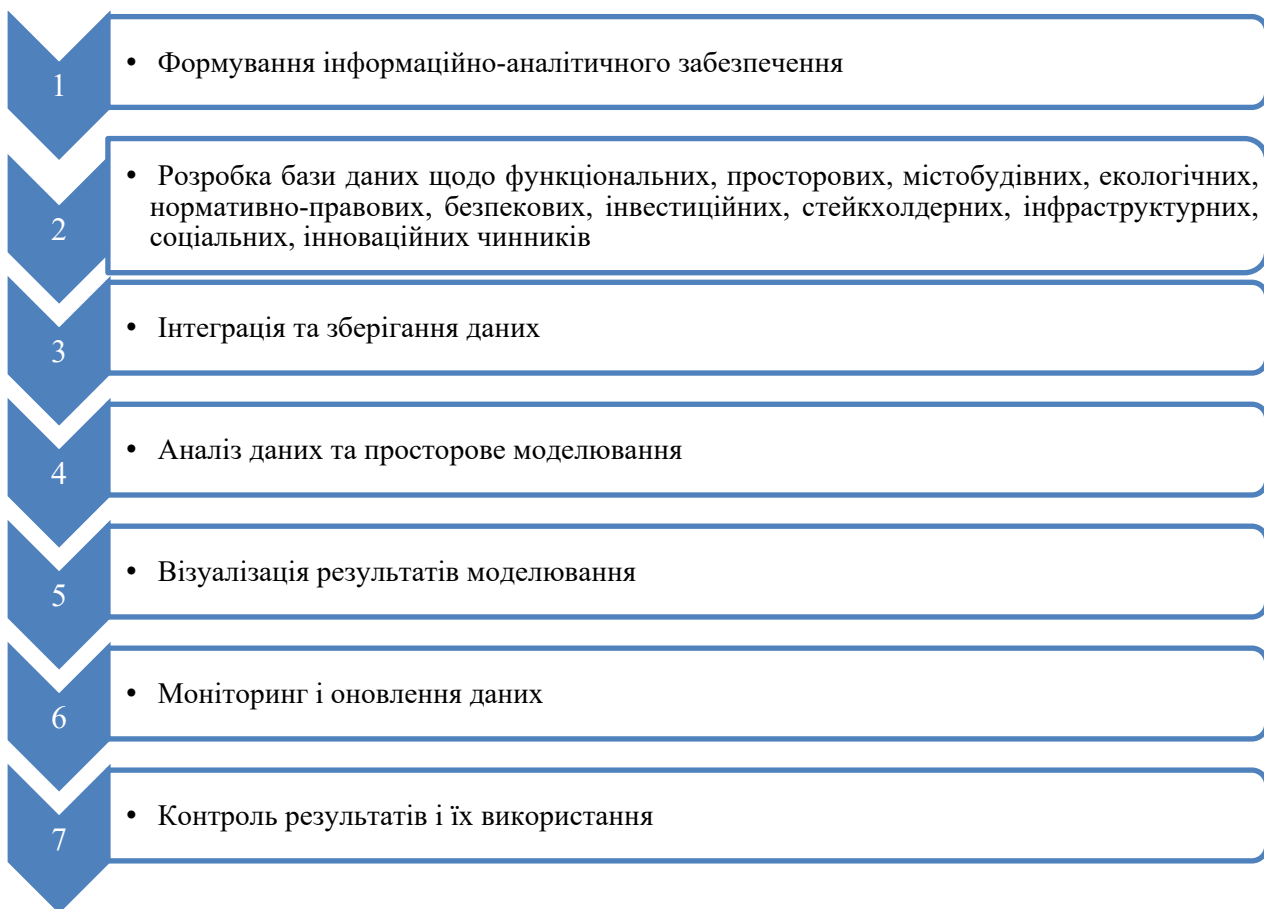 1
• Формування інформаційно-аналітичного забезпечення
2
• Розробка бази даних щодо функціональних, просторових, містобудівних, екологічних,
нормативно-правових, безпекових, інвестиційних, стейкхолдерних, інфраструктурних,
соціальних, інноваційних чинників
3
• Інтеграція та зберігання даних
4
• Аналіз даних та просторове моделювання
5
• Візуалізація результатів моделювання
6
• Моніторинг і оновлення даних
7
• Контроль результатів і їх використання